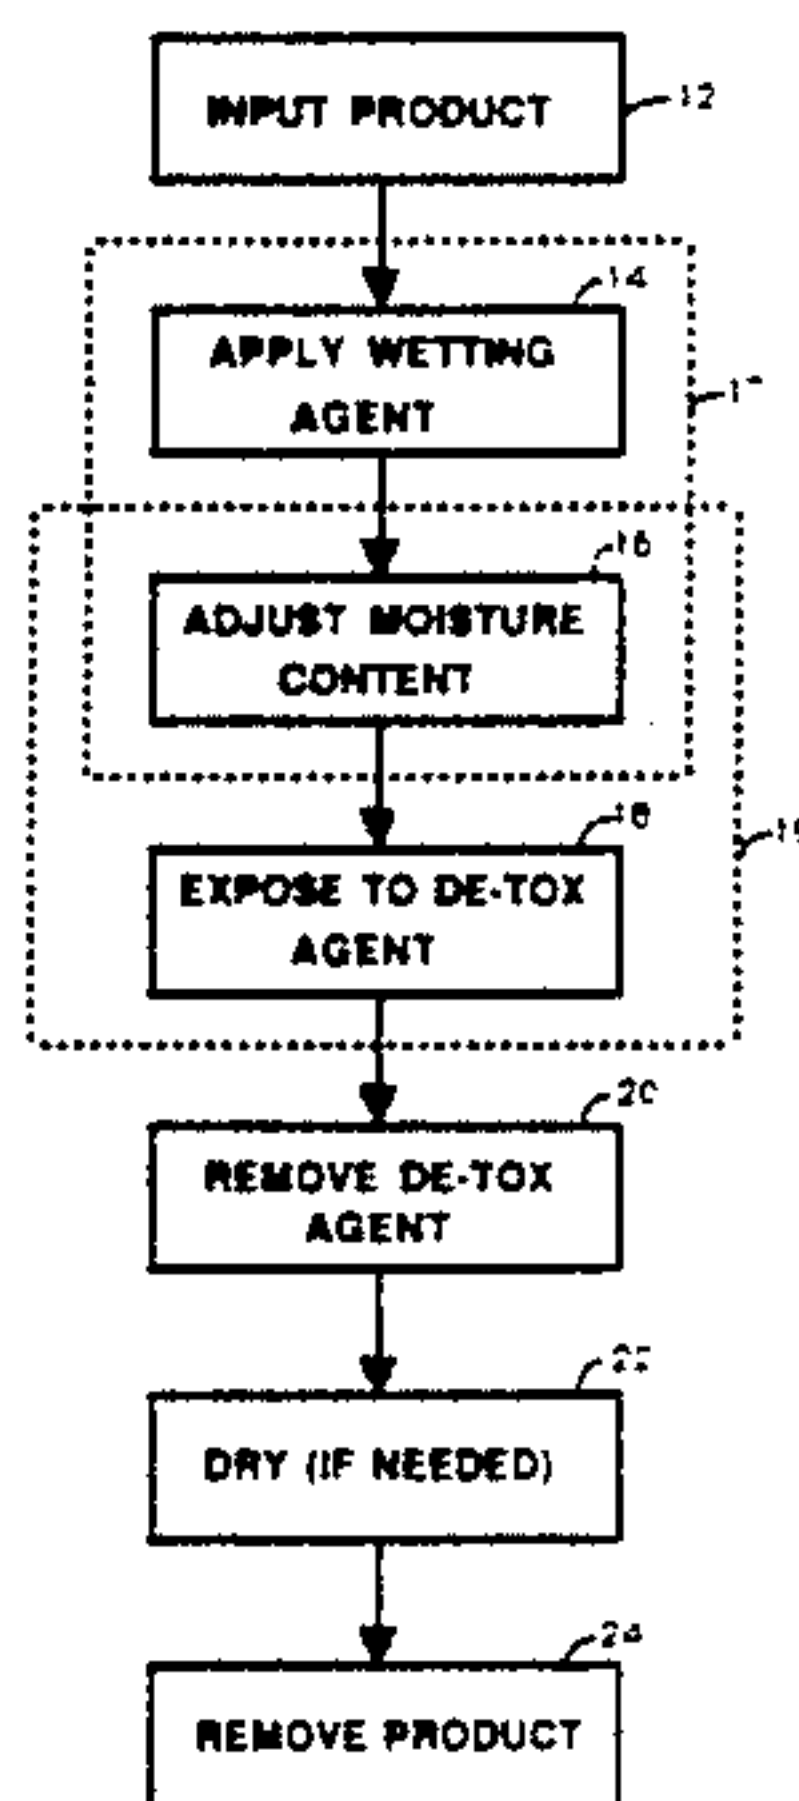 INPUT PRODUCT
12
14
APPLY WETTING
AGENT
16
ADJUST MOISTURE
CONTENT
18
EXPOSE TO DE-TOX
AGENT
20
REMOVE DE-TOX
AGENT
22
DRY (IF NEEDED)
24
REMOVE PRODUCT